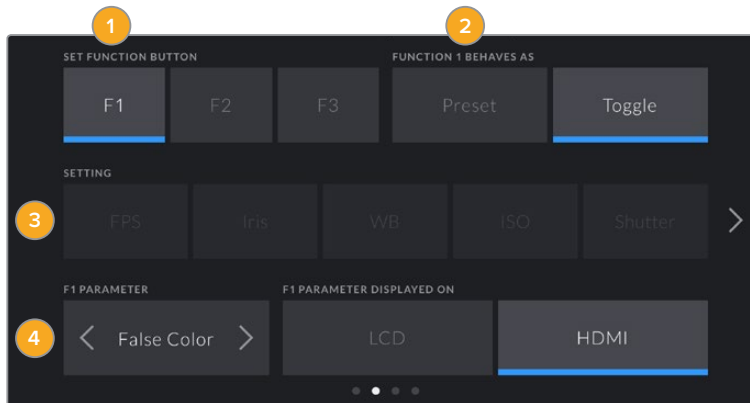 1 2
SET FUNCTION BUTTON FUNCTION 1 BEHAVES AS
F1 F2 F3 Preset Toggle
SETTING
3 FPS Iris WB ISO Shutter
F1 PARAMETER F1 PARAMETER DISPLAYED ON
4 False Color LCD HDMI